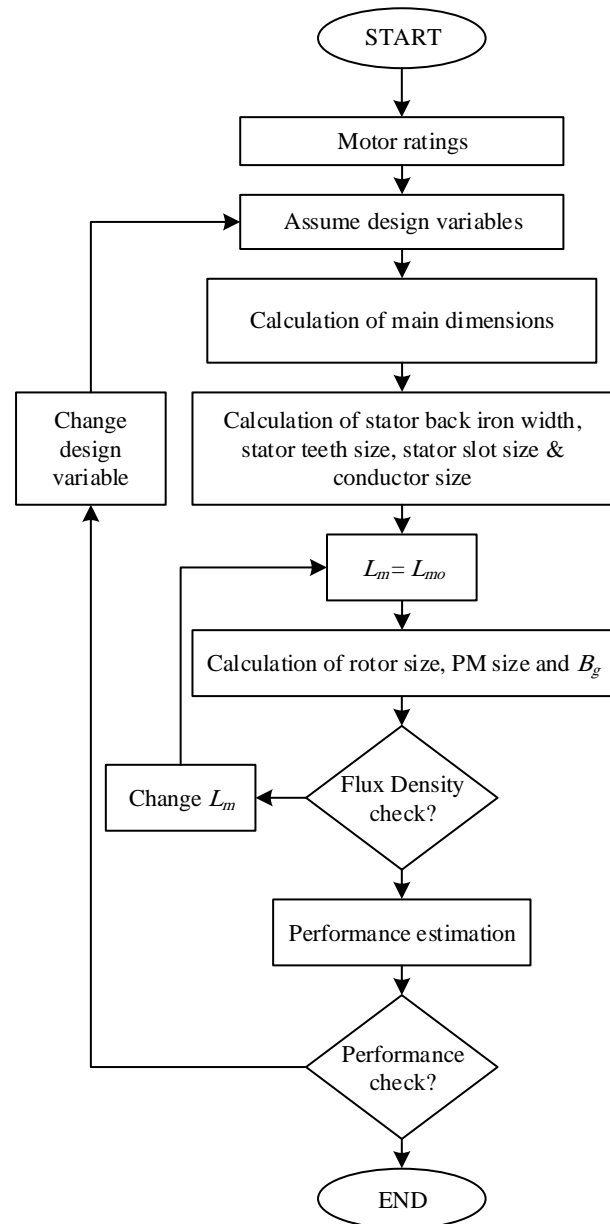 START
Motor ratings
Assume design variables
Calculation of main dimensions
Change
design
variable
Calculation of stator back iron width,
stator teeth size, stator slot size &
conductor size
Lm= Lmo
Calculation of rotor size, PM size and Bg
Change Lm
Flux Density
check?
Performance estimation
Performance
check?
END